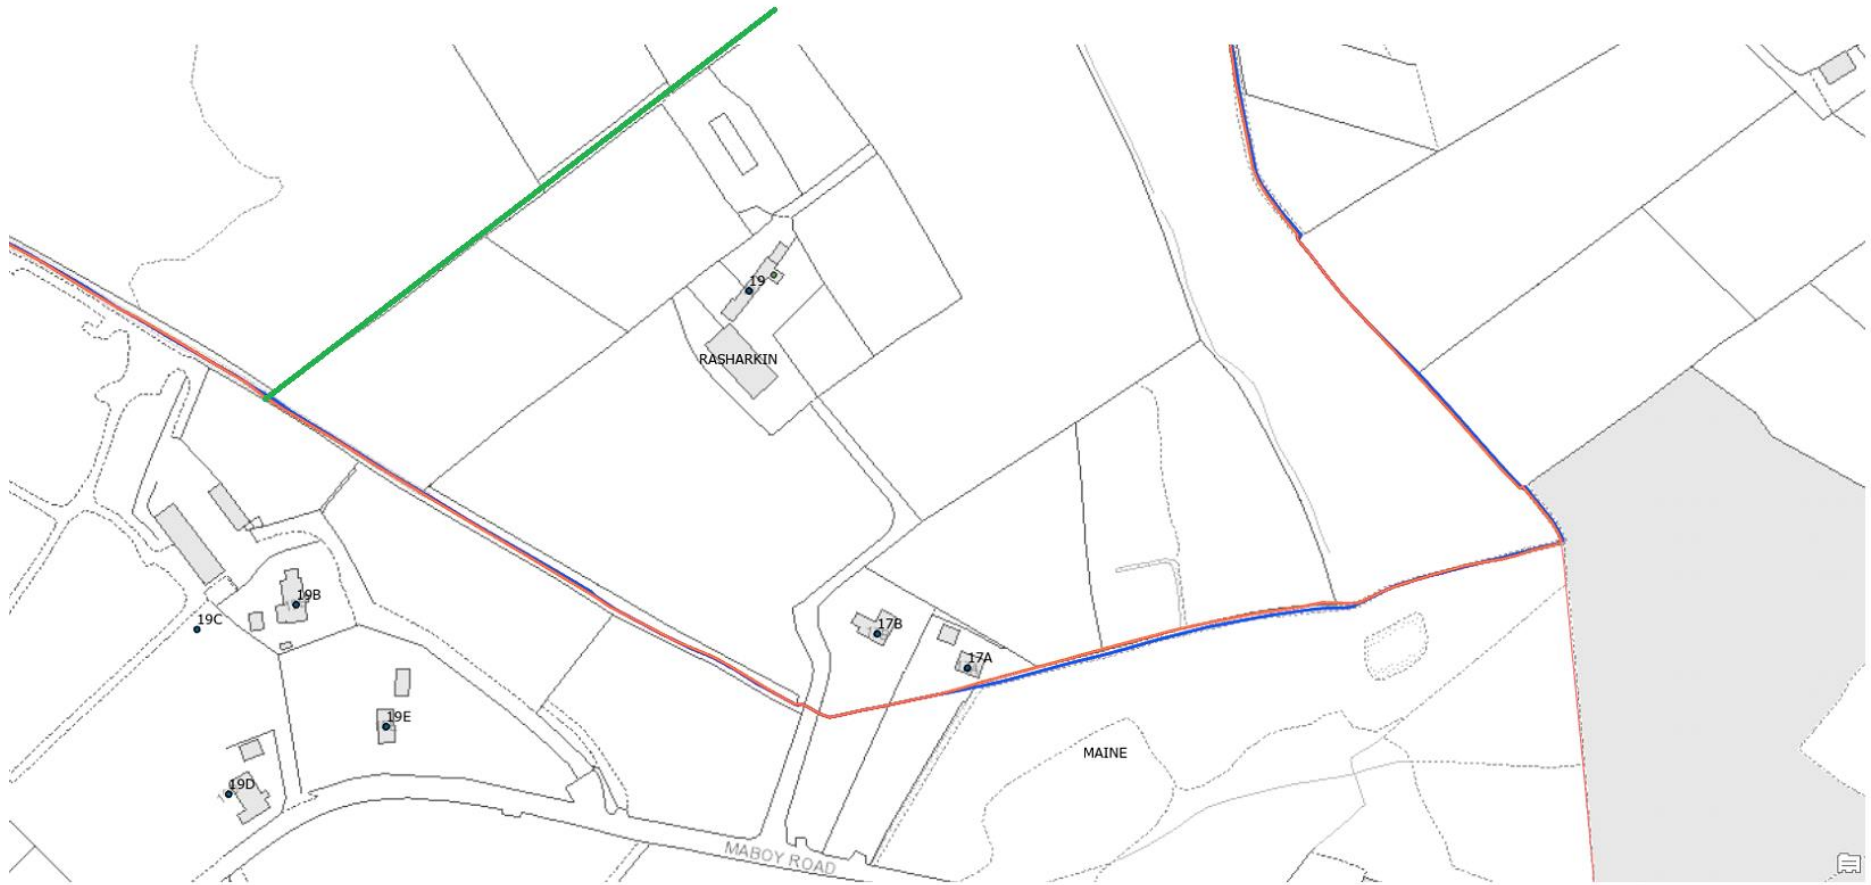 19
RASHARKIN
19B
19C
17B
17A
19E
MAINE
19D
MABOY ROAD